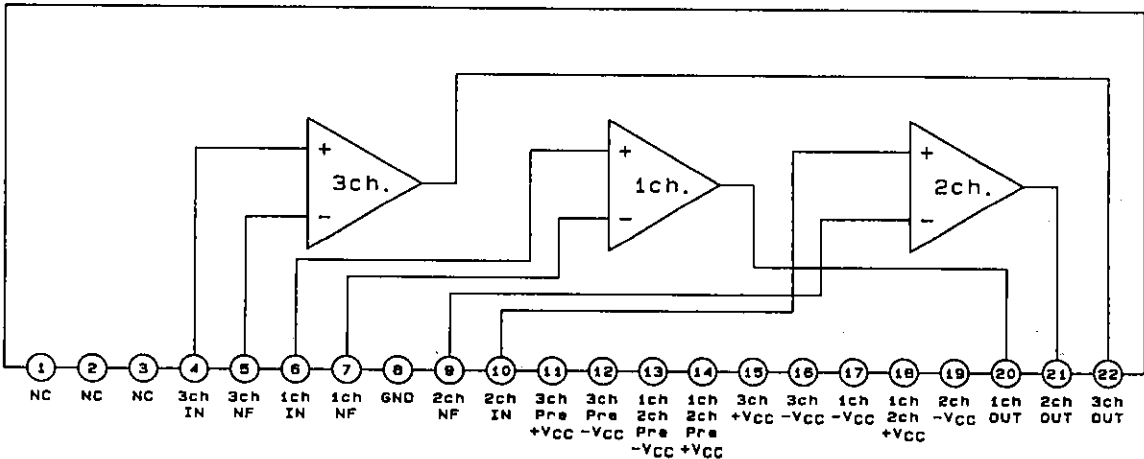 +
3ch.
-
+
1ch.
-
+
2ch.
-
1 2 3 4 5 6 7 8 9 10 11 12 13 14 15 16 17 18 19 20 21 22
NC
NC
NC
3ch
IN
3ch
NF
1ch
IN
1ch
NF
GND
2ch
NF
2ch
IN
3ch
Pre
+VCC
3ch
Pre
-VCC
1ch
2ch
Pre
-VCC
1ch
2ch
Pre
+VCC
3ch
+VCC
3ch
-VCC
1ch
-VCC
1ch
2ch
+VCC
2ch
-VCC
1ch
OUT
2ch
OUT
3ch
OUT